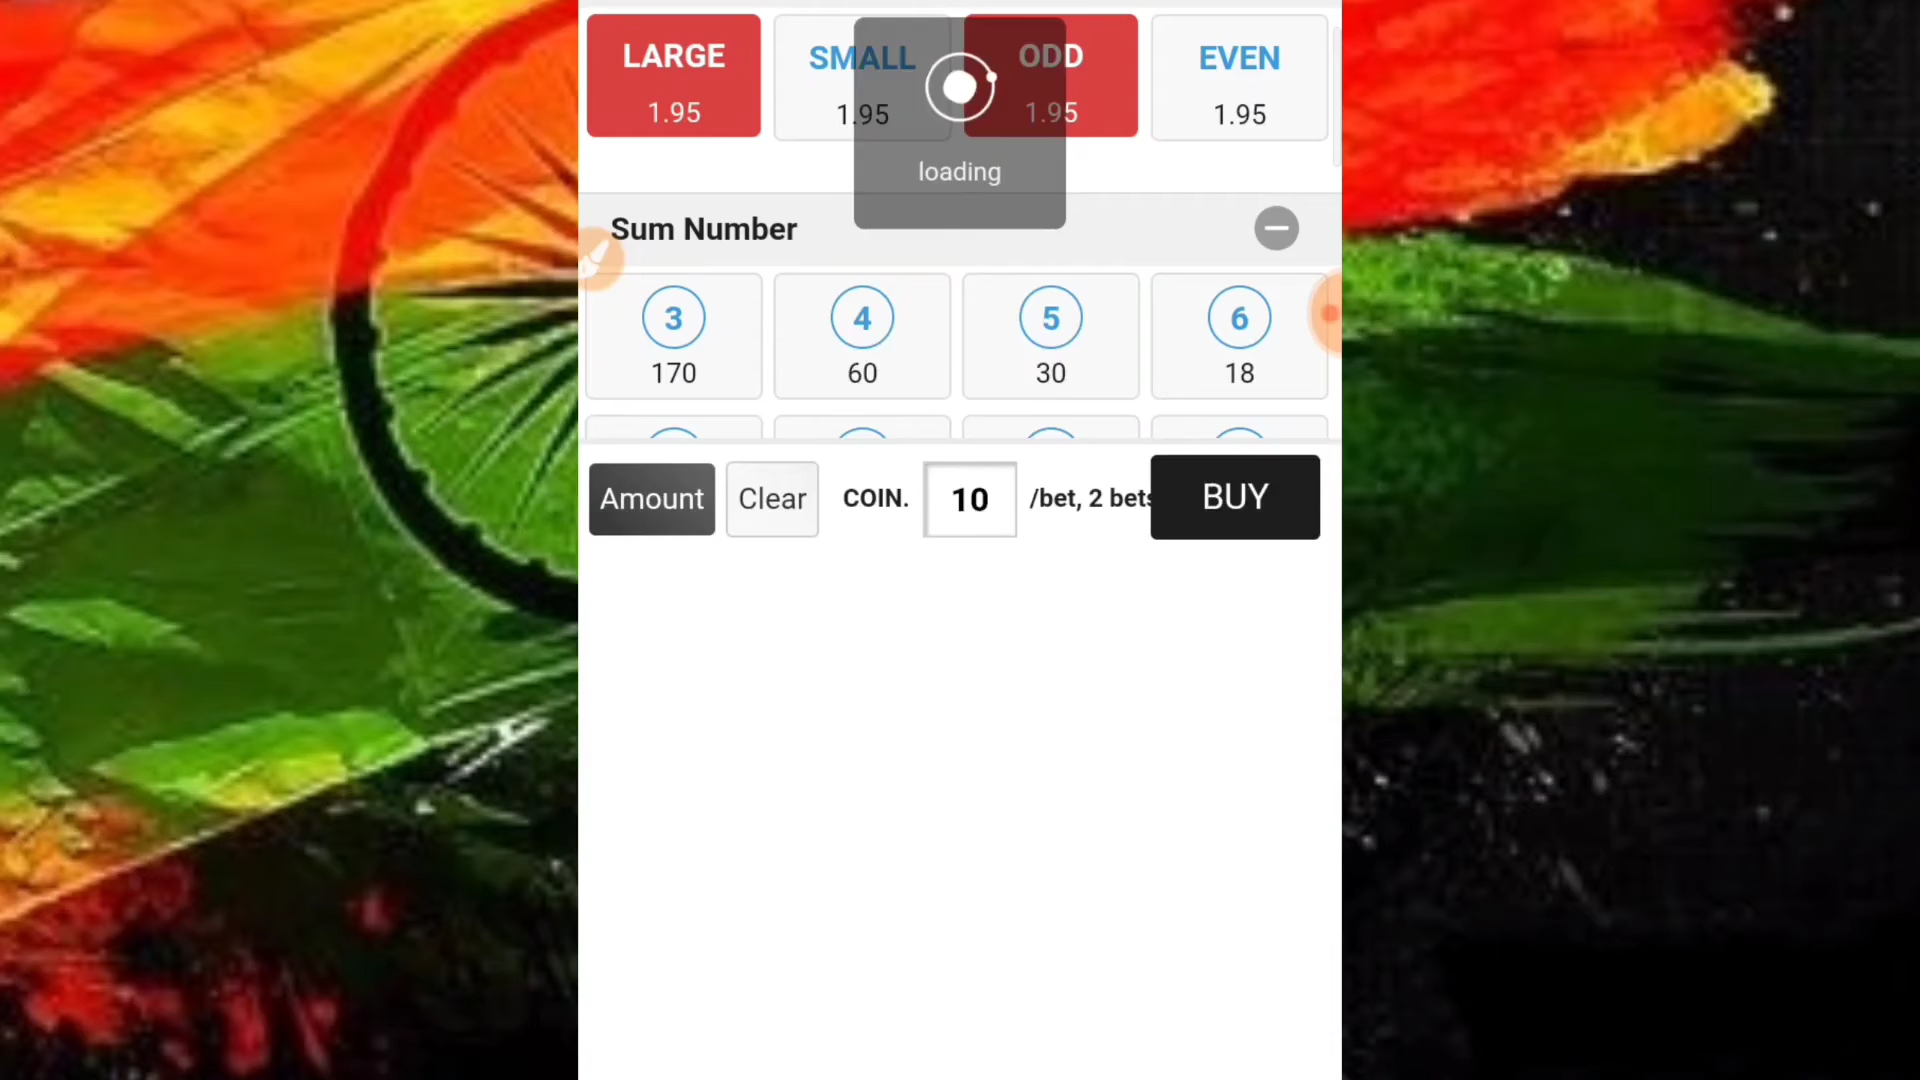 LARGE SMALL ODD EVEN
1.95 1.95 1.95 1.95
loading
Sum Number
3 4 5 6
170 60 30 18
Amount Clear COIN. 10 /bet, 2 bets BUY